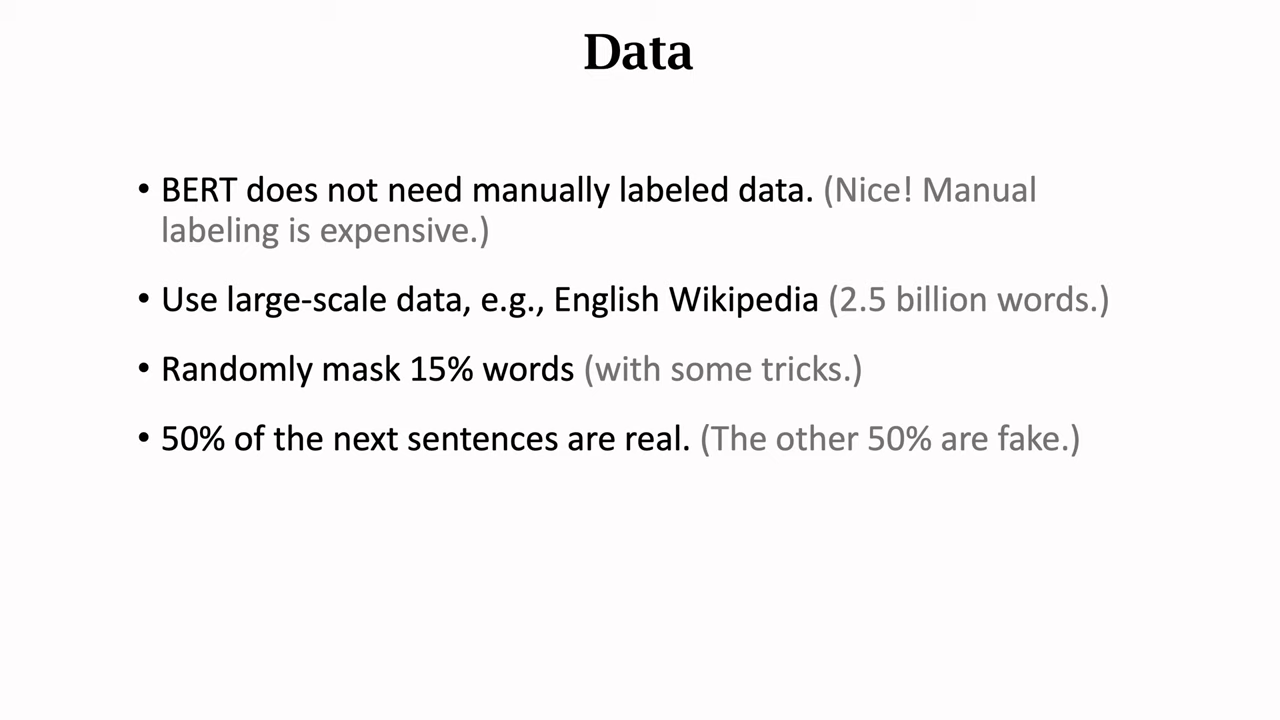 Data
• BERT does not need manually labeled data. (Nice! Manual
labeling is expensive.)
• Use large-scale data, e.g., English Wikipedia (2.5 billion words.)
• Randomly mask 15% words (with some tricks.)
• 50% of the next sentences are real. (The other 50% are fake.)